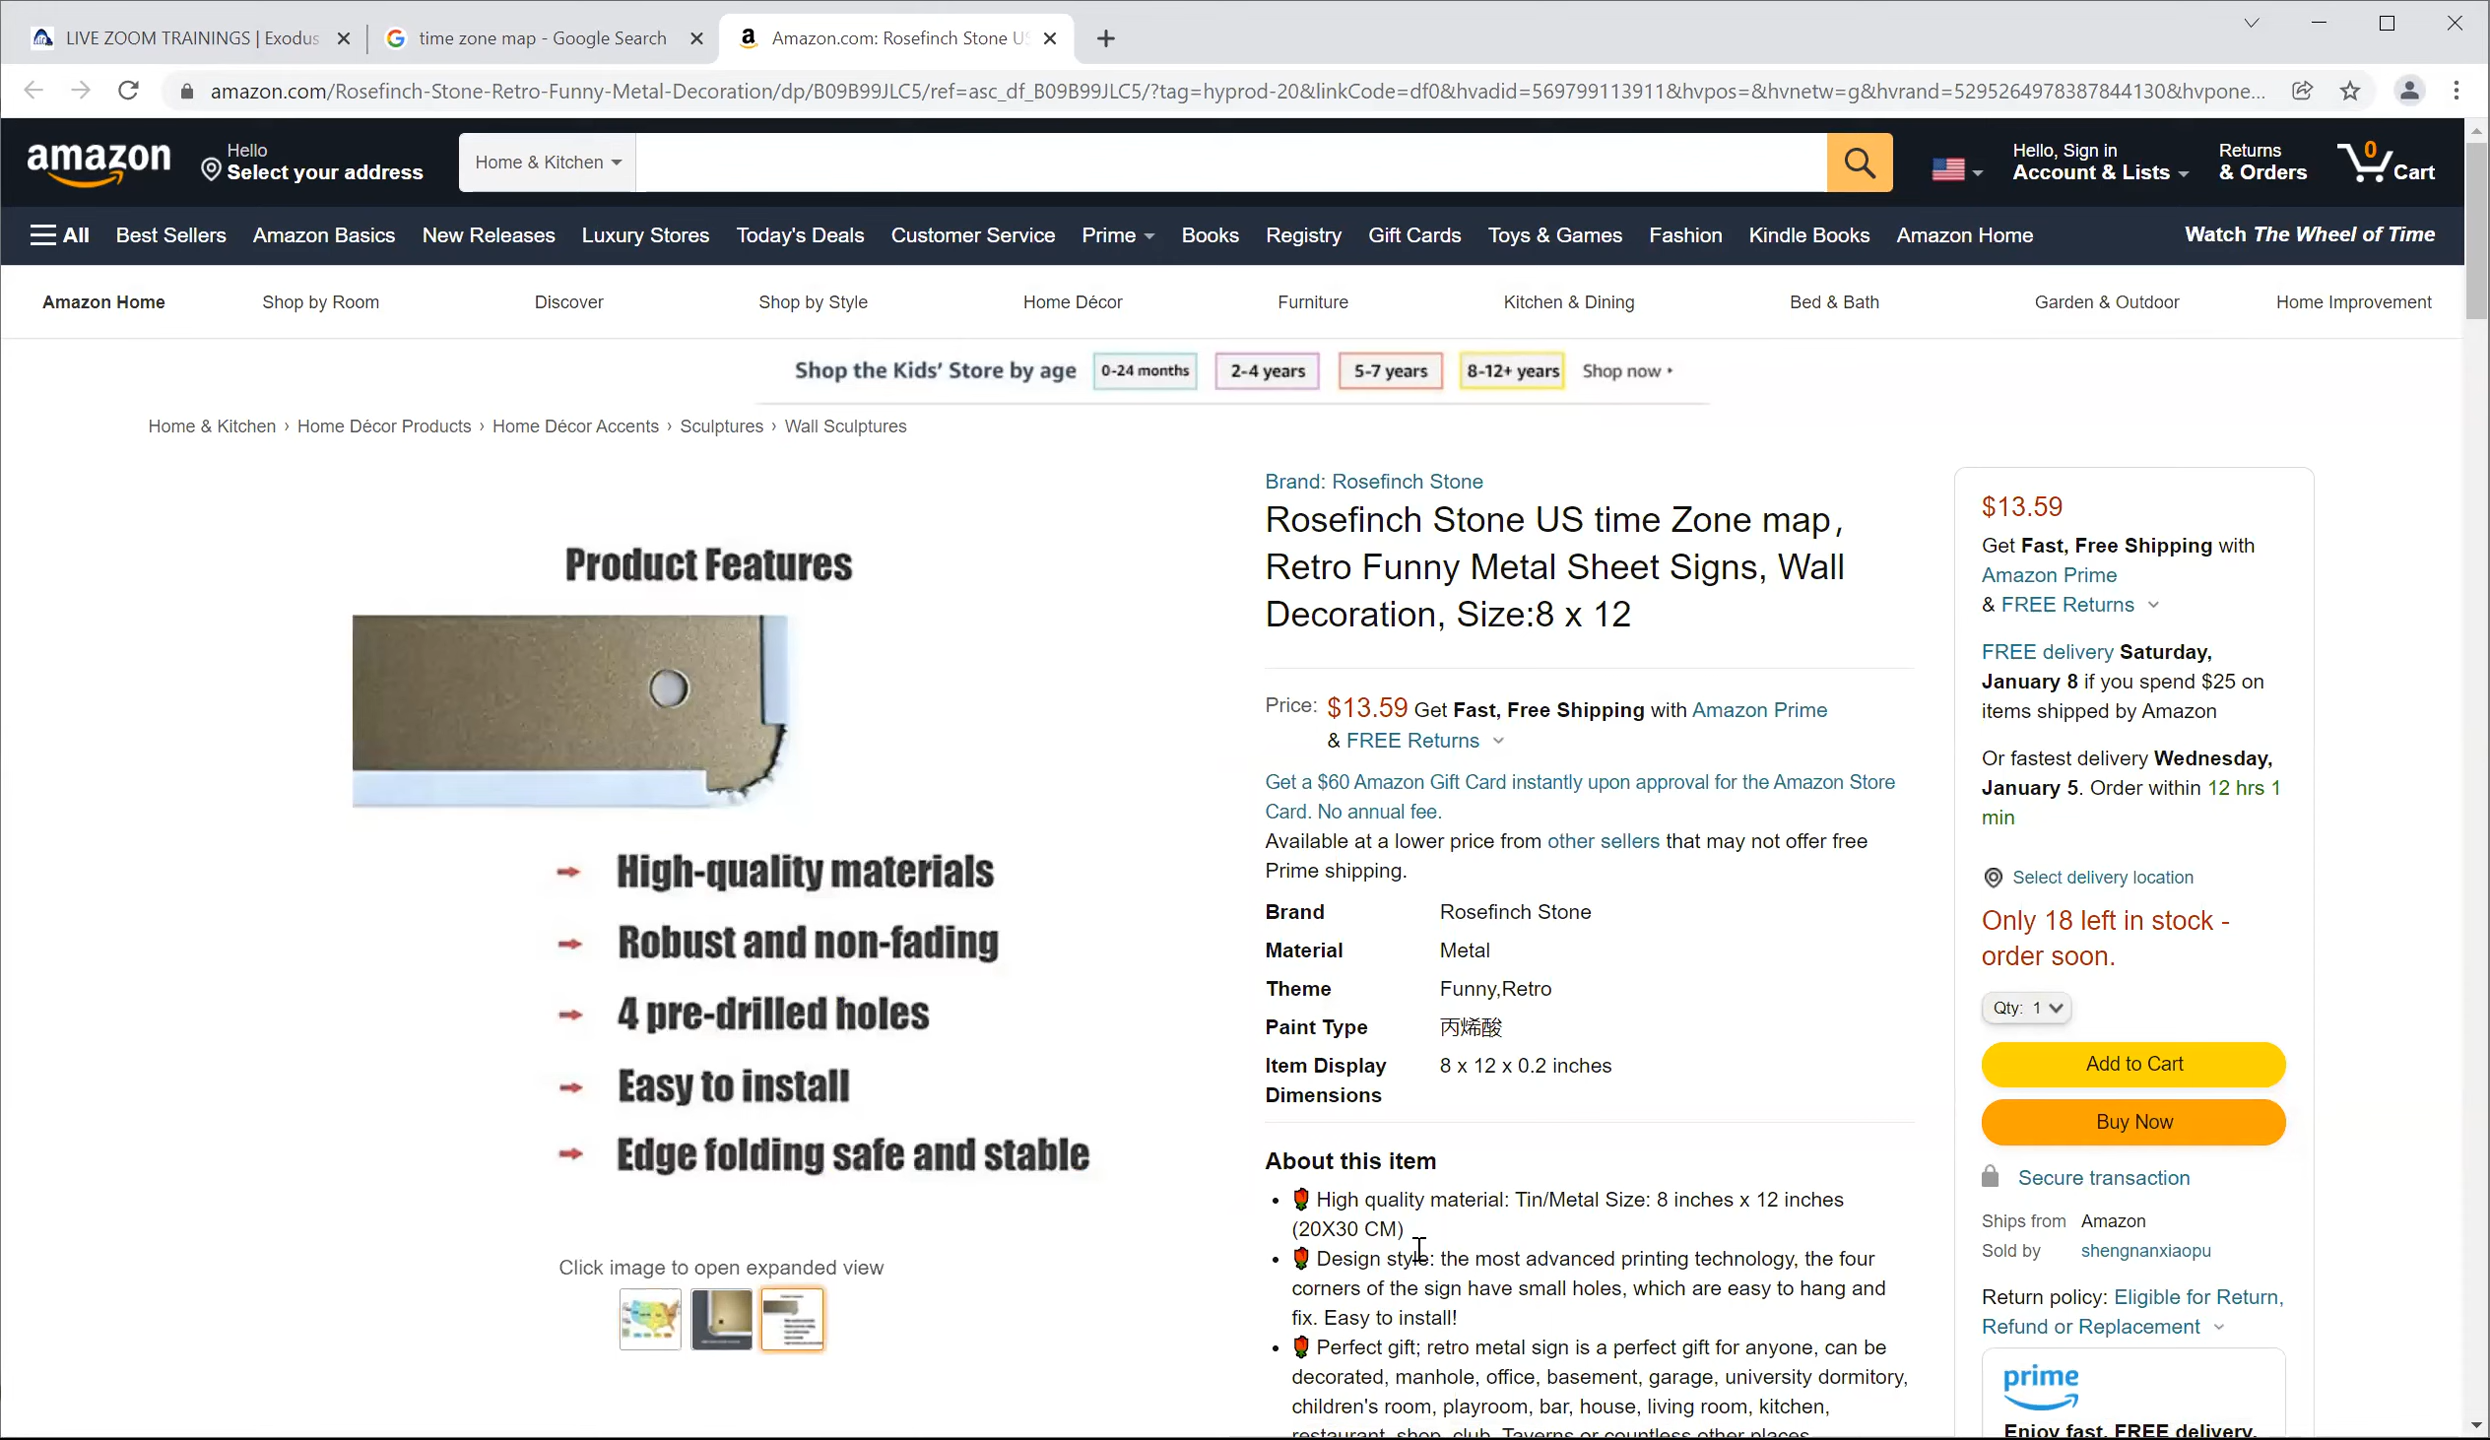 LIVE ZOOM TRAININGS | Exodus
time zone map - Google Search
Amazon.com: Rosefinch Stone US
amazon.com/Rosefinch-Stone-Retro-Funny-Metal-Decoration/dp/B09B99JLC5/ref=asc_df_B09B99JLC5/?tag=hyprod-20&linkCode=df0&hvadid=569799113911&hvpos=&hvnetw=g&hvrand=5295264978387844130&hvpone...
amazon
Hello
Select your address
Home & Kitchen
Hello, Sign in
Account & Lists
Returns
& Orders
0
Cart
All Best Sellers Amazon Basics New Releases Luxury Stores Today's Deals Customer Service Prime Books Registry Gift Cards Toys & Games Fashion Kindle Books Amazon Home Watch The Wheel of Time
Amazon Home Shop by Room Discover Shop by Style Home Décor Furniture Kitchen & Dining Bed & Bath Garden & Outdoor Home Improvement
Shop the Kids' Store by age 0-24 months 2-4 years 5-7 years 8-12+ years Shop now
Home & Kitchen › Home Décor Products › Home Décor Accents › Sculptures › Wall Sculptures
Product Features
High-quality materials
Robust and non-fading
4 pre-drilled holes
Easy to install
Edge folding safe and stable
Click image to open expanded view
Brand: Rosefinch Stone
Rosefinch Stone US time Zone map,
Retro Funny Metal Sheet Signs, Wall
Decoration, Size:8 x 12
Price: $13.59 Get Fast, Free Shipping with Amazon Prime
& FREE Returns
Get a $60 Amazon Gift Card instantly upon approval for the Amazon Store
Card. No annual fee.
Available at a lower price from other sellers that may not offer free
Prime shipping.
Brand Rosefinch Stone
Material Metal
Theme Funny,Retro
Paint Type 丙烯酸
Item Display 8 x 12 x 0.2 inches
Dimensions
About this item
• High quality material: Tin/Metal Size: 8 inches x 12 inches
(20X30 CM)
• Design style: the most advanced printing technology, the four
corners of the sign have small holes, which are easy to hang and
fix. Easy to install!
• Perfect gift; retro metal sign is a perfect gift for anyone, can be
decorated, manhole, office, basement, garage, university dormitory,
children's room, playroom, bar, house, living room, kitchen,
restaurant, shop, club, Taverns or countless other places
$13.59
Get Fast, Free Shipping with
Amazon Prime
& FREE Returns
FREE delivery Saturday,
January 8 if you spend $25 on
items shipped by Amazon
Or fastest delivery Wednesday,
January 5. Order within 12 hrs 1
min
Select delivery location
Only 18 left in stock -
order soon.
Qty: 1
Add to Cart
Buy Now
Secure transaction
Ships from Amazon
Sold by shengnanxiaopu
Return policy: Eligible for Return,
Refund or Replacement
prime
Enjoy fast, FREE delivery,